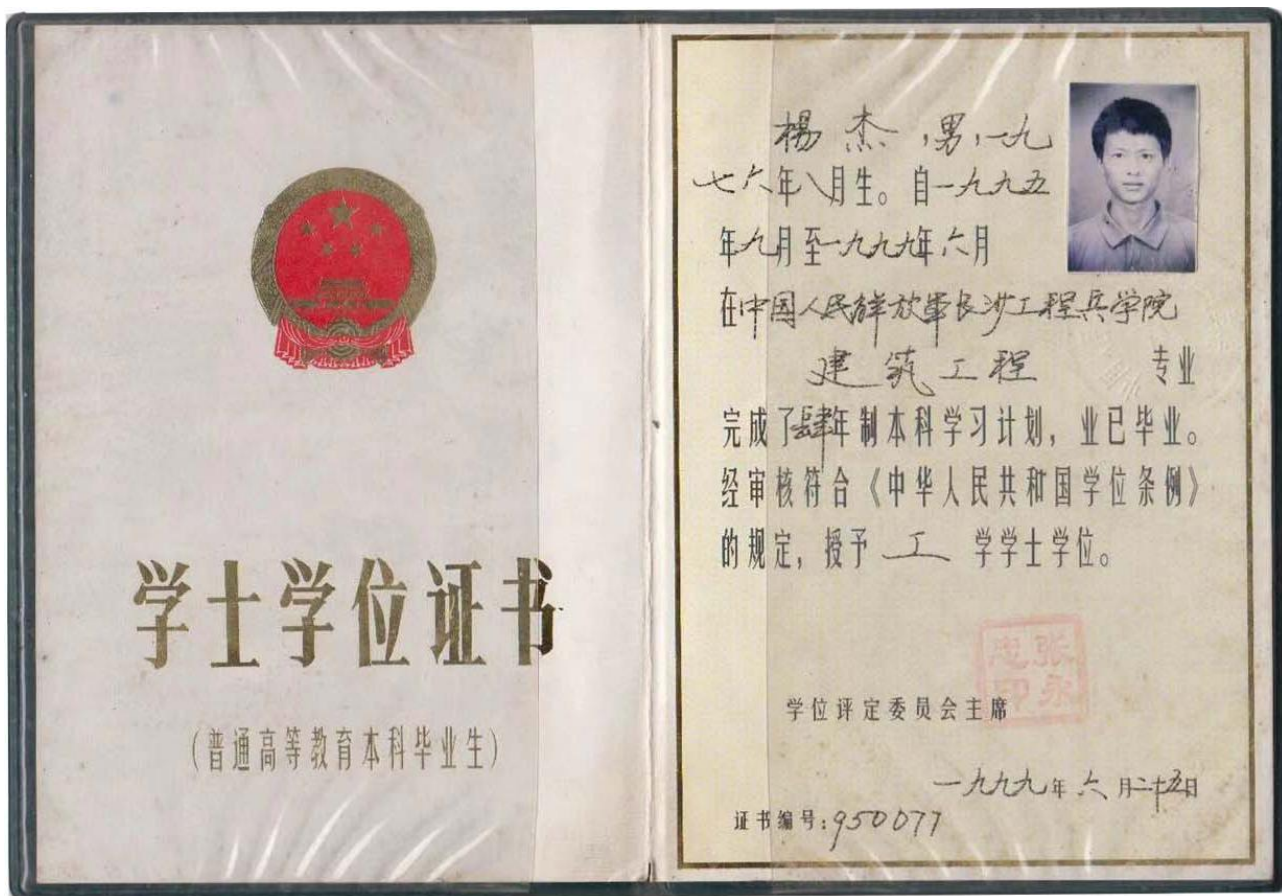 学士学位证书
(普通高等教育本科毕业生)
楊杰,男,一九
七六年八月生。自一九九五
年九月至一九九九年六月
在中国人民解放军长沙工程兵学院
建筑工程 专业
完成了肆年制本科学习计划,业已毕业。
经审核符合《中华人民共和国学位条例》
的规定,授予 工 学学士学位。
张永忠印
学位评定委员会主席
一九九九年六月二十五日
证书编号:950077